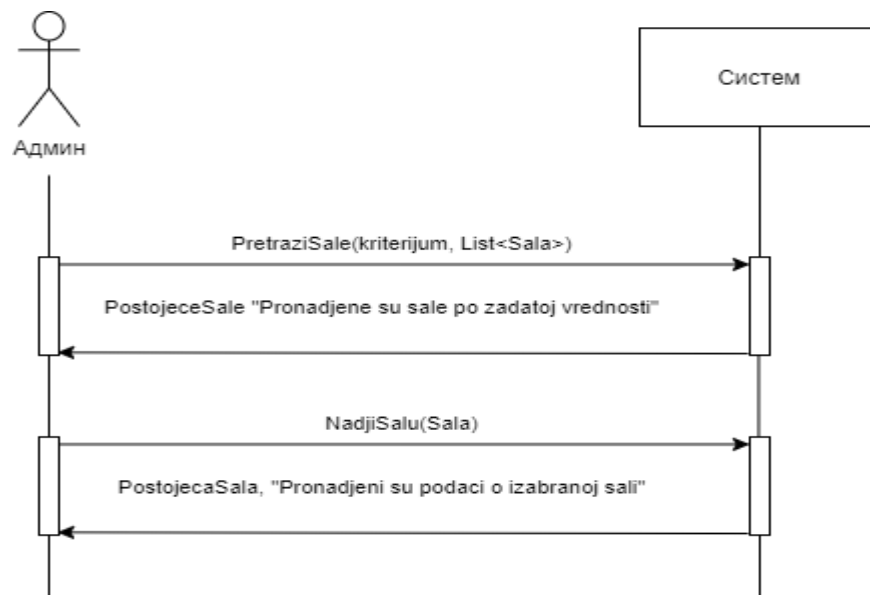 Систем
Админ
PretraziSale(kriterijum, List<Sala>)
PostojeceSale "Pronadjene su sale po zadatoj vrednosti"
NadjiSalu(Sala)
PostojecaSala, "Pronadjeni su podaci o izabranoj sali"